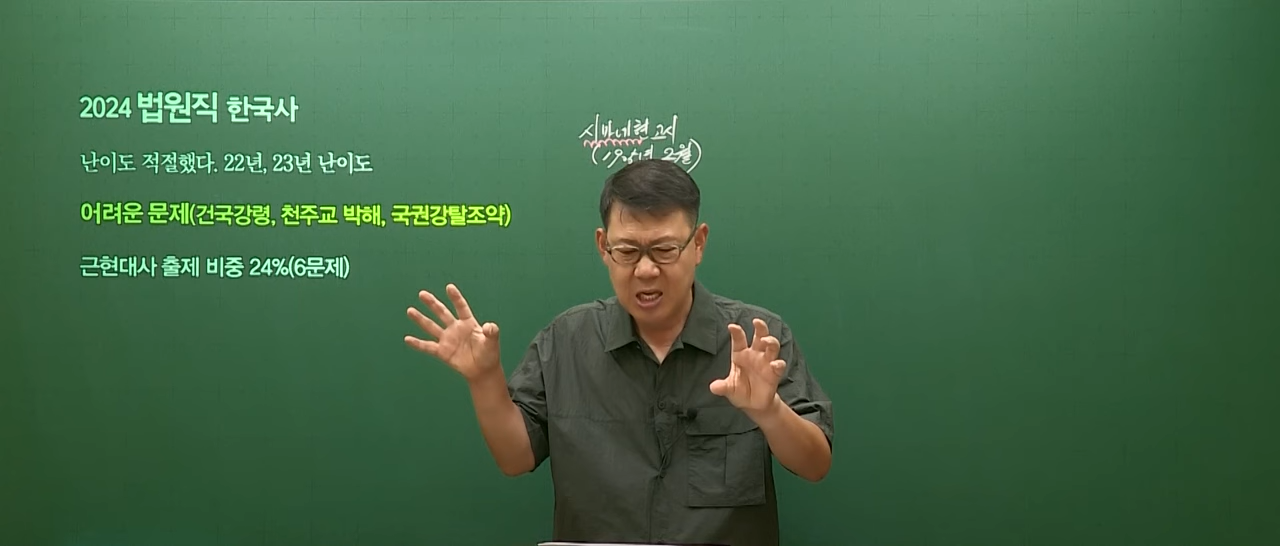 2024 법원직 한국사
난이도 적절했다. 22년, 23년 난이도
어려운 문제(건국강령, 천주교 박해, 국권강탈조약)
근현대사 출제 비중 24%(6문제)
시마네현 고시
(1905년 2월)